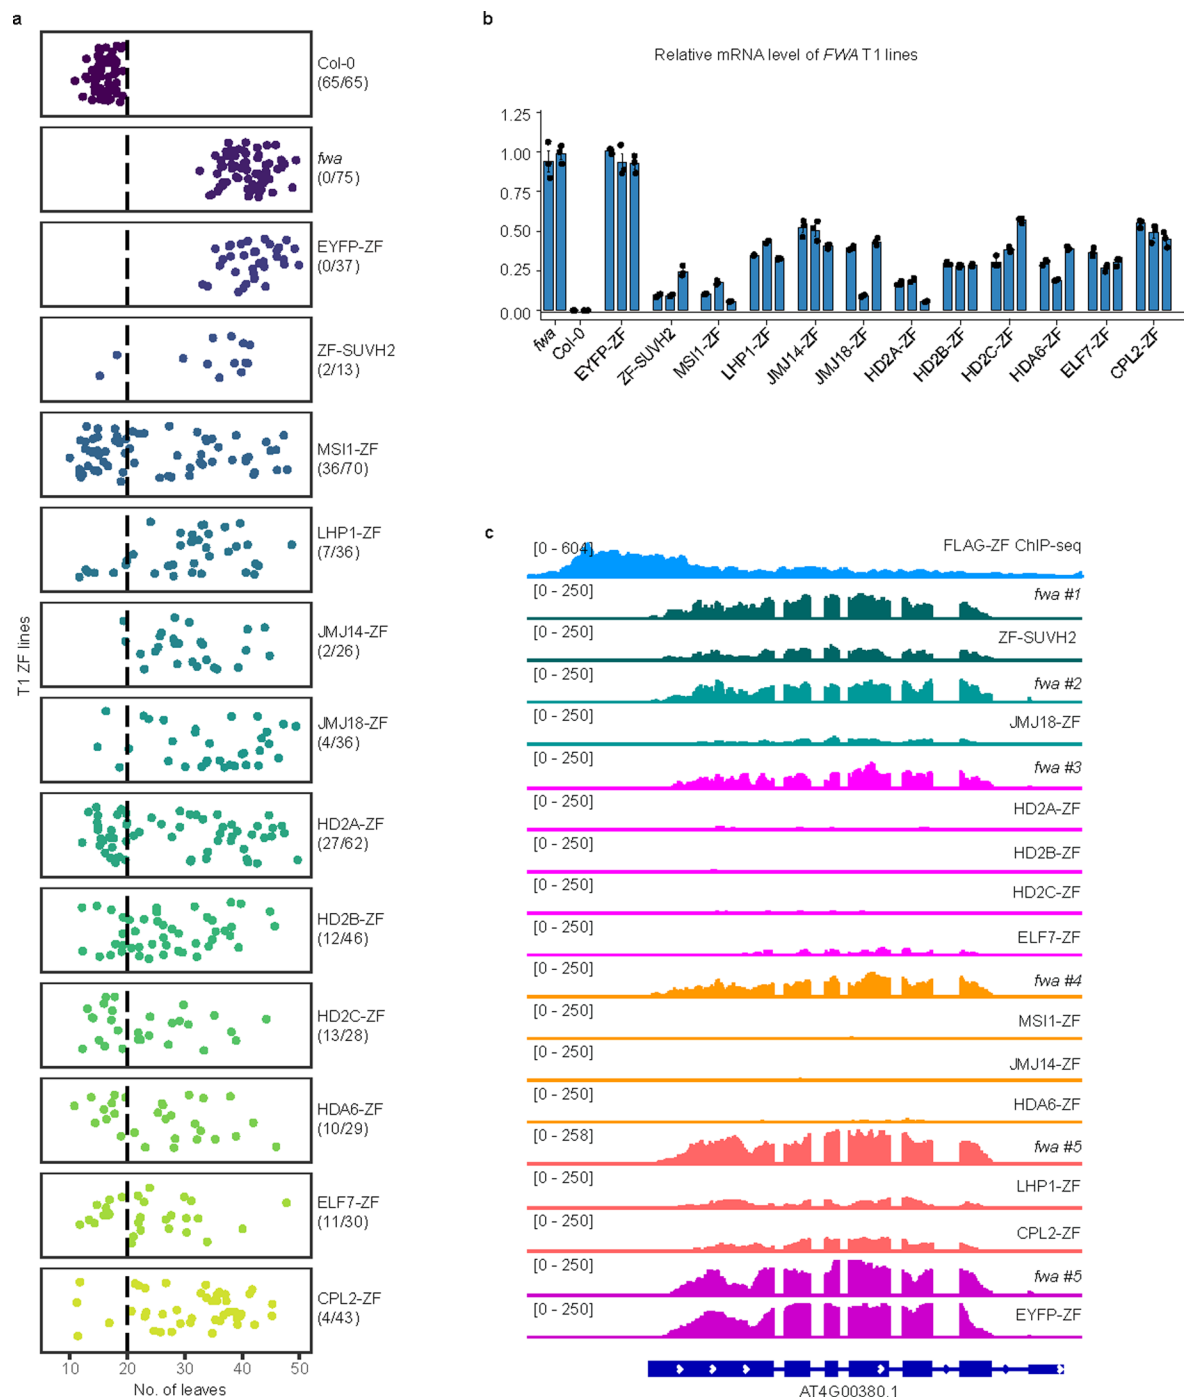 a
T1 ZF lines
Col-0
(65/65)
fwa
(0/75)
EYFP-ZF
(0/37)
ZF-SUVH2
(2/13)
MSI1-ZF
(36/70)
LHP1-ZF
(7/36)
JMJ14-ZF
(2/26)
JMJ18-ZF
(4/36)
HD2A-ZF
(27/62)
HD2B-ZF
(12/46)
HD2C-ZF
(13/28)
HDA6-ZF
(10/29)
ELF7-ZF
(11/30)
CPL2-ZF
(4/43)
10 20 30 40 50
No. of leaves
b
Relative mRNA level of FWA T1 lines
1.25
1.00
0.75
0.50
0.25
0.00
fwa
Col-0
EYFP-ZF
ZF-SUVH2
MSI1-ZF
LHP1-ZF
JMJ14-ZF
JMJ18-ZF
HD2A-ZF
HD2B-ZF
HD2C-ZF
HDA6-ZF
ELF7-ZF
CPL2-ZF
c
[0 - 604] FLAG-ZF ChIP-seq
[0 - 250] fwa #1
[0 - 250] ZF-SUVH2
[0 - 250] fwa #2
[0 - 250] JMJ18-ZF
[0 - 250] fwa #3
[0 - 250] HD2A-ZF
[0 - 250] HD2B-ZF
[0 - 250] HD2C-ZF
[0 - 250] ELF7-ZF
[0 - 250] fwa #4
[0 - 250] MSI1-ZF
[0 - 250] JMJ14-ZF
[0 - 250] HDA6-ZF
[0 - 258] fwa #5
[0 - 250] LHP1-ZF
[0 - 250] CPL2-ZF
[0 - 250] fwa #5
[0 - 250] EYFP-ZF
AT4G00380.1